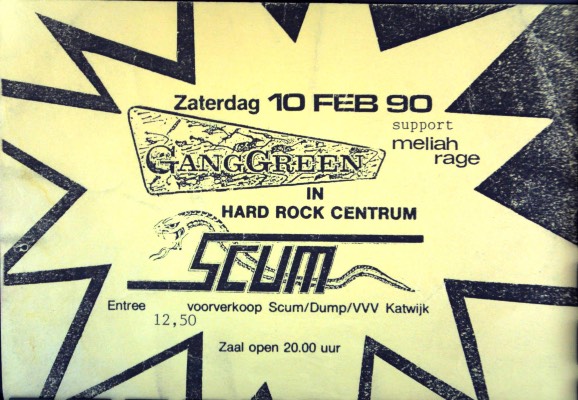 Zaterdag 10 FEB 90
support
meliah
rage
GANGGREEN
IN
HARD ROCK CENTRUM
SCUM
Entree voorverkoop Scum/Dump/VVV Katwijk
12,50
Zaal open 20.00 uur